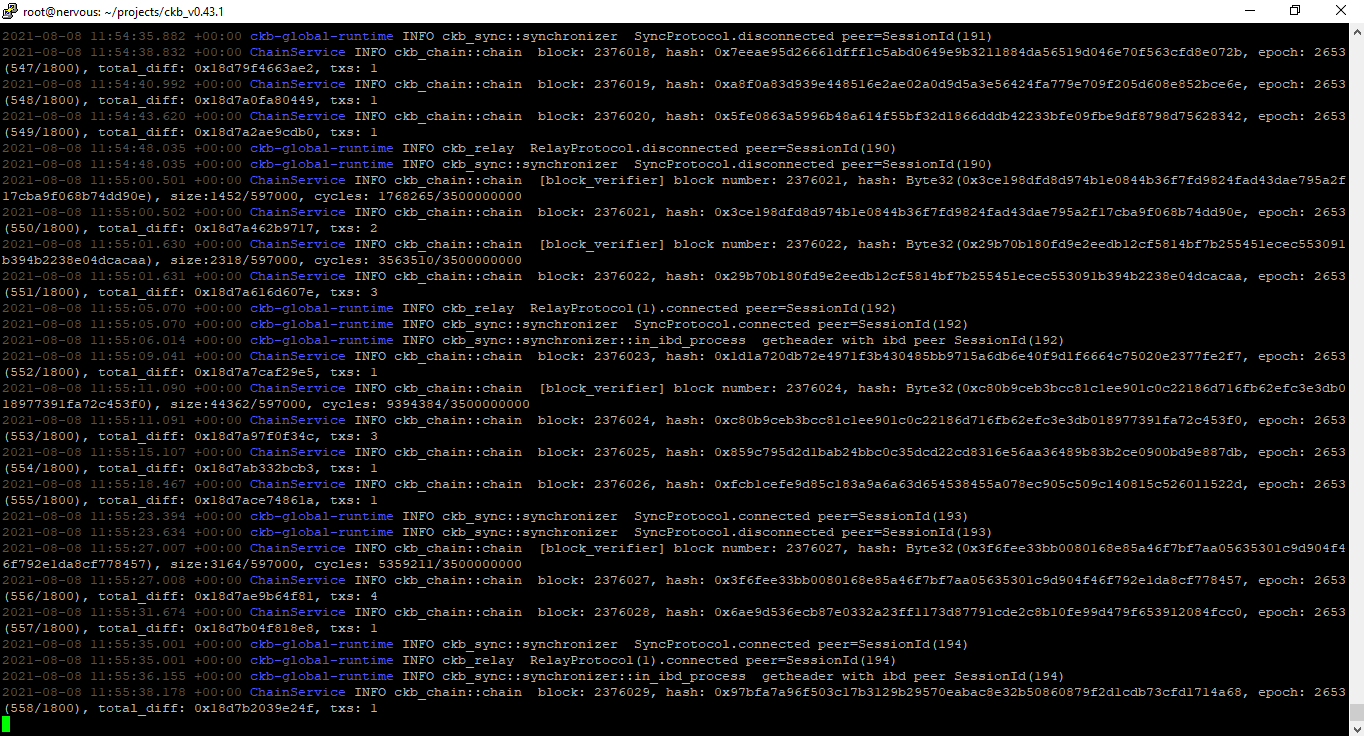 root@nervous: ~/projects/ckb_v0.43.1
2021-08-08 11:54:35.882 +00:00 ckb-global-runtime INFO ckb_sync::synchronizer  SyncProtocol.disconnected peer=SessionId(191)
2021-08-08 11:54:38.832 +00:00 ChainService INFO ckb_chain::chain  block: 2376018, hash: 0x7eeae95d26661dfff1c5abd0649e9b3211884da56519d046e70f563cfd8e072b, epoch: 2653
(547/1800), total_diff: 0x18d79f4663ae2, txs: 1
2021-08-08 11:54:40.992 +00:00 ChainService INFO ckb_chain::chain  block: 2376019, hash: 0xa8f0a83d939e448516e2ae02a0d9d5a3e56424fa779e709f205d608e852bce6e, epoch: 2653
(548/1800), total_diff: 0x18d7a0fa80449, txs: 1
2021-08-08 11:54:43.620 +00:00 ChainService INFO ckb_chain::chain  block: 2376020, hash: 0x5fe0863a5996b48a614f55bf32d1866dddb42233bfe09fbe9df8798d75628342, epoch: 2653
(549/1800), total_diff: 0x18d7a2ae9cdb0, txs: 1
2021-08-08 11:54:48.035 +00:00 ckb-global-runtime INFO ckb_relay  RelayProtocol.disconnected peer=SessionId(190)
2021-08-08 11:54:48.035 +00:00 ckb-global-runtime INFO ckb_sync::synchronizer  SyncProtocol.disconnected peer=SessionId(190)
2021-08-08 11:55:00.501 +00:00 ChainService INFO ckb_chain::chain  [block_verifier] block number: 2376021, hash: Byte32(0x3ce198dfd8d974b1e0844b36f7fd9824fad43dae795a2f
17cba9f068b74dd90e), size:1452/597000, cycles: 1768265/3500000000
2021-08-08 11:55:00.502 +00:00 ChainService INFO ckb_chain::chain  block: 2376021, hash: 0x3ce198dfd8d974b1e0844b36f7fd9824fad43dae795a2f17cba9f068b74dd90e, epoch: 2653
(550/1800), total_diff: 0x18d7a462b9717, txs: 2
2021-08-08 11:55:01.630 +00:00 ChainService INFO ckb_chain::chain  [block_verifier] block number: 2376022, hash: Byte32(0x29b70b180fd9e2eedb12cf5814bf7b255451ecec553091
b394b2238e04dcacaa), size:2318/597000, cycles: 3563510/3500000000
2021-08-08 11:55:01.631 +00:00 ChainService INFO ckb_chain::chain  block: 2376022, hash: 0x29b70b180fd9e2eedb12cf5814bf7b255451ecec553091b394b2238e04dcacaa, epoch: 2653
(551/1800), total_diff: 0x18d7a616d607e, txs: 3
2021-08-08 11:55:05.070 +00:00 ckb-global-runtime INFO ckb_relay  RelayProtocol(1).connected peer=SessionId(192)
2021-08-08 11:55:05.070 +00:00 ckb-global-runtime INFO ckb_sync::synchronizer  SyncProtocol.connected peer=SessionId(192)
2021-08-08 11:55:06.014 +00:00 ckb-global-runtime INFO ckb_sync::synchronizer::in_ibd_process  getheader with ibd peer SessionId(192)
2021-08-08 11:55:09.041 +00:00 ChainService INFO ckb_chain::chain  block: 2376023, hash: 0x1d1a720db72e4971f3b430485bb9715a6db6e40f9d1f6664c75020e2377fe2f7, epoch: 2653
(552/1800), total_diff: 0x18d7a7caf29e5, txs: 1
2021-08-08 11:55:11.090 +00:00 ChainService INFO ckb_chain::chain  [block_verifier] block number: 2376024, hash: Byte32(0xc80b9ceb3bcc81c1ee901c0c22186d716fb62efc3e3db0
18977391fa72c453f0), size:44362/597000, cycles: 9394384/3500000000
2021-08-08 11:55:11.091 +00:00 ChainService INFO ckb_chain::chain  block: 2376024, hash: 0xc80b9ceb3bcc81c1ee901c0c22186d716fb62efc3e3db018977391fa72c453f0, epoch: 2653
(553/1800), total_diff: 0x18d7a97f0f34c, txs: 3
2021-08-08 11:55:15.107 +00:00 ChainService INFO ckb_chain::chain  block: 2376025, hash: 0x859c795d2d1bab24bbc0c35dcd22cd8316e56aa36489b83b2ce0900bd9e887db, epoch: 2653
(554/1800), total_diff: 0x18d7ab332bcb3, txs: 1
2021-08-08 11:55:18.467 +00:00 ChainService INFO ckb_chain::chain  block: 2376026, hash: 0xfcb1cefe9d85c183a9a6a63d654538455a078ec905c509c140815c526011522d, epoch: 2653
(555/1800), total_diff: 0x18d7ace74861a, txs: 1
2021-08-08 11:55:23.394 +00:00 ckb-global-runtime INFO ckb_sync::synchronizer  SyncProtocol.connected peer=SessionId(193)
2021-08-08 11:55:23.634 +00:00 ckb-global-runtime INFO ckb_sync::synchronizer  SyncProtocol.disconnected peer=SessionId(193)
2021-08-08 11:55:27.007 +00:00 ChainService INFO ckb_chain::chain  [block_verifier] block number: 2376027, hash: Byte32(0x3f6fee33bb0080168e85a46f7bf7aa05635301c9d904f4
6f792e1da8cf778457), size:3164/597000, cycles: 5359211/3500000000
2021-08-08 11:55:27.008 +00:00 ChainService INFO ckb_chain::chain  block: 2376027, hash: 0x3f6fee33bb0080168e85a46f7bf7aa05635301c9d904f46f792e1da8cf778457, epoch: 2653
(556/1800), total_diff: 0x18d7ae9b64f81, txs: 4
2021-08-08 11:55:31.674 +00:00 ChainService INFO ckb_chain::chain  block: 2376028, hash: 0x6ae9d536ecb87e0332a23ff1173d87791cde2c8b10fe99d479f653912084fcc0, epoch: 2653
(557/1800), total_diff: 0x18d7b04f818e8, txs: 1
2021-08-08 11:55:35.001 +00:00 ckb-global-runtime INFO ckb_sync::synchronizer  SyncProtocol.connected peer=SessionId(194)
2021-08-08 11:55:35.001 +00:00 ckb-global-runtime INFO ckb_relay  RelayProtocol(1).connected peer=SessionId(194)
2021-08-08 11:55:36.155 +00:00 ckb-global-runtime INFO ckb_sync::synchronizer::in_ibd_process  getheader with ibd peer SessionId(194)
2021-08-08 11:55:38.178 +00:00 ChainService INFO ckb_chain::chain  block: 2376029, hash: 0x97bfa7a96f503c17b3129b29570eabac8e32b50860879f2d1cdb73cfd1714a68, epoch: 2653
(558/1800), total_diff: 0x18d7b2039e24f, txs: 1